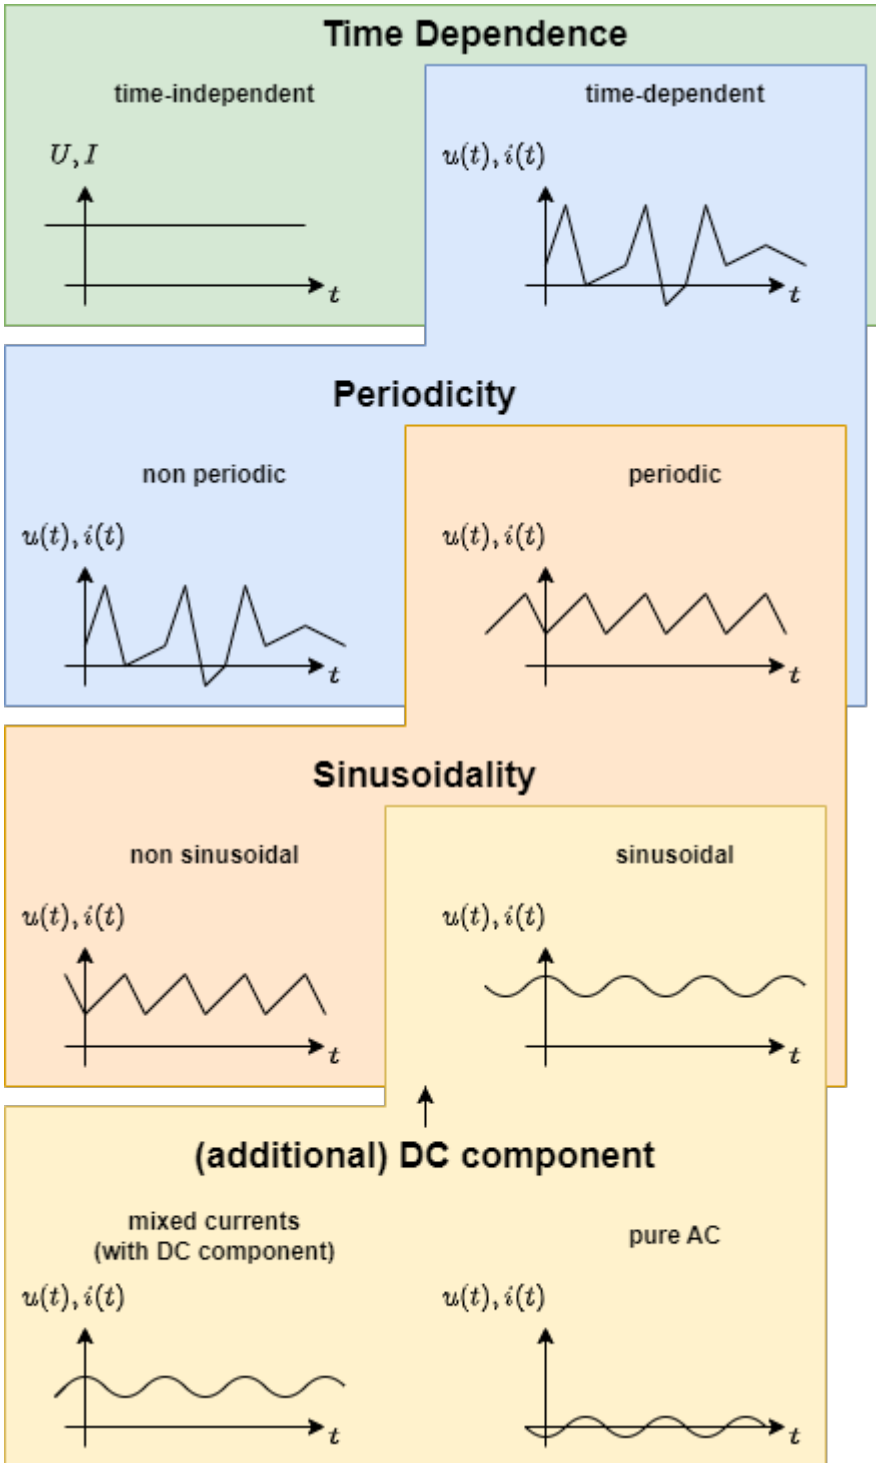 Time Dependence
time-independent
time-dependent
U, I
u(t), i(t)
t
t
Periodicity
non periodic
periodic
u(t), i(t)
u(t), i(t)
t
t
Sinusoidality
non sinusoidal
sinusoidal
u(t), i(t)
u(t), i(t)
t
t
(additional) DC component
mixed currents
(with DC component)
pure AC
u(t), i(t)
u(t), i(t)
t
t